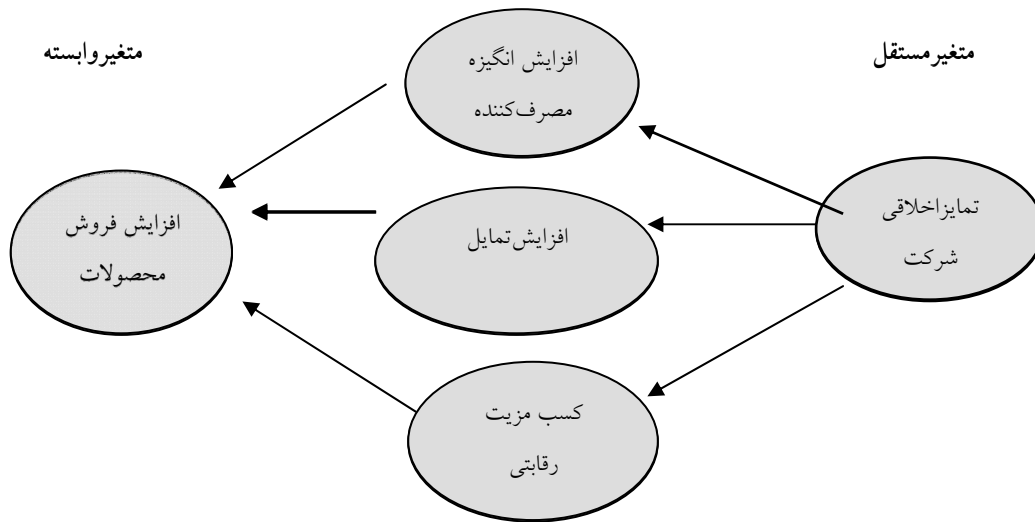 متغیرمستقل
متغیروابسته
افزایش انگیزه
مصرف‌کننده
تمایزاخلاقی
شرکت
افزایش‌تمایل
افزایش فروش
محصولات
کسب مزیت
رقابتی